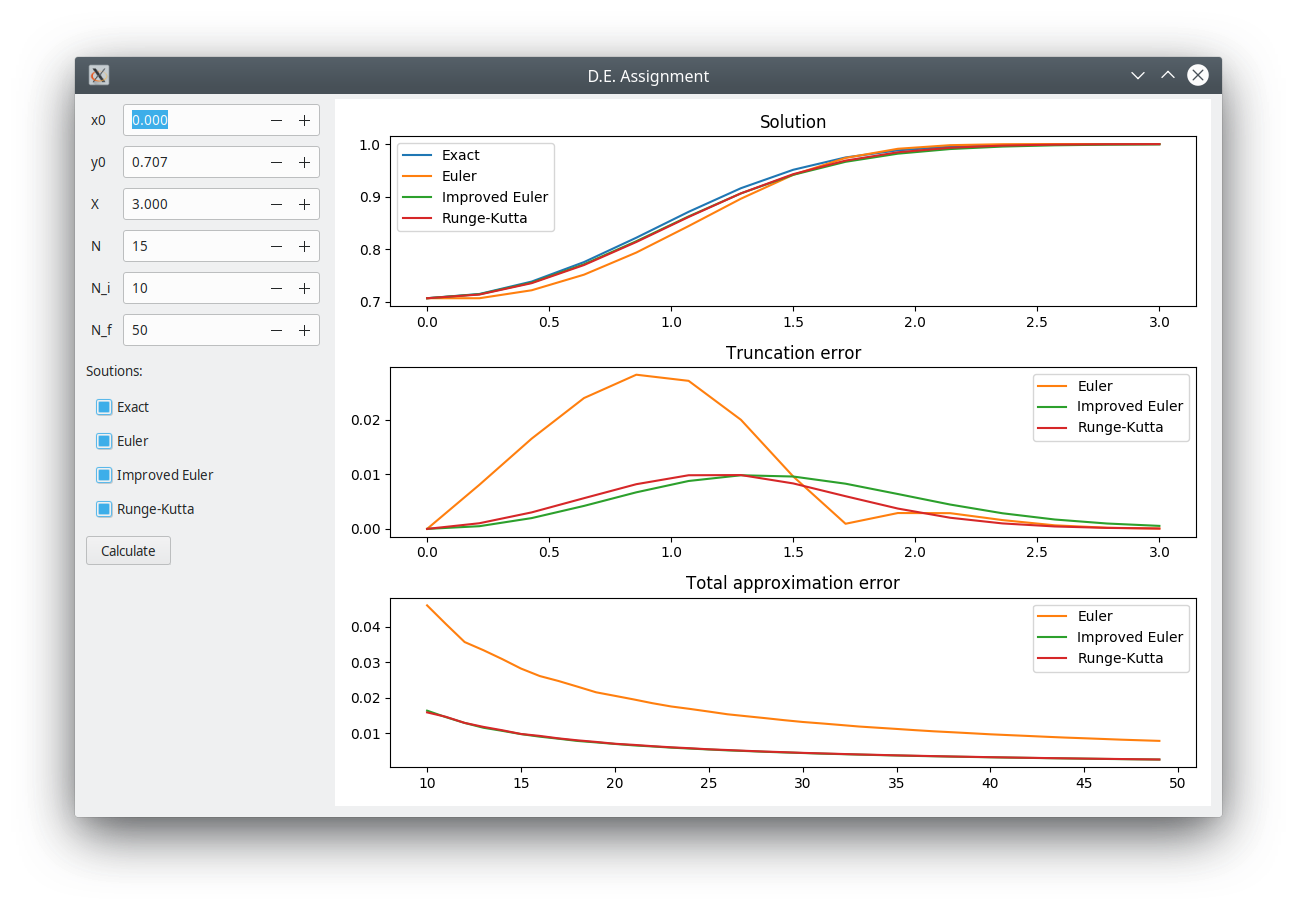 D.E. Assignment
x0 0.000
y0 0.707
X 3.000
N 15
N_i 10
N_f 50
Soutions:
Exact
Euler
Improved Euler
Runge-Kutta
Calculate
Solution
1.0
0.9
0.8
0.7
Exact
Euler
Improved Euler
Runge-Kutta
0.0 0.5 1.0 1.5 2.0 2.5 3.0
Truncation error
0.02
0.01
0.00
Euler
Improved Euler
Runge-Kutta
0.0 0.5 1.0 1.5 2.0 2.5 3.0
Total approximation error
0.04
0.03
0.02
0.01
Euler
Improved Euler
Runge-Kutta
10 15 20 25 30 35 40 45 50